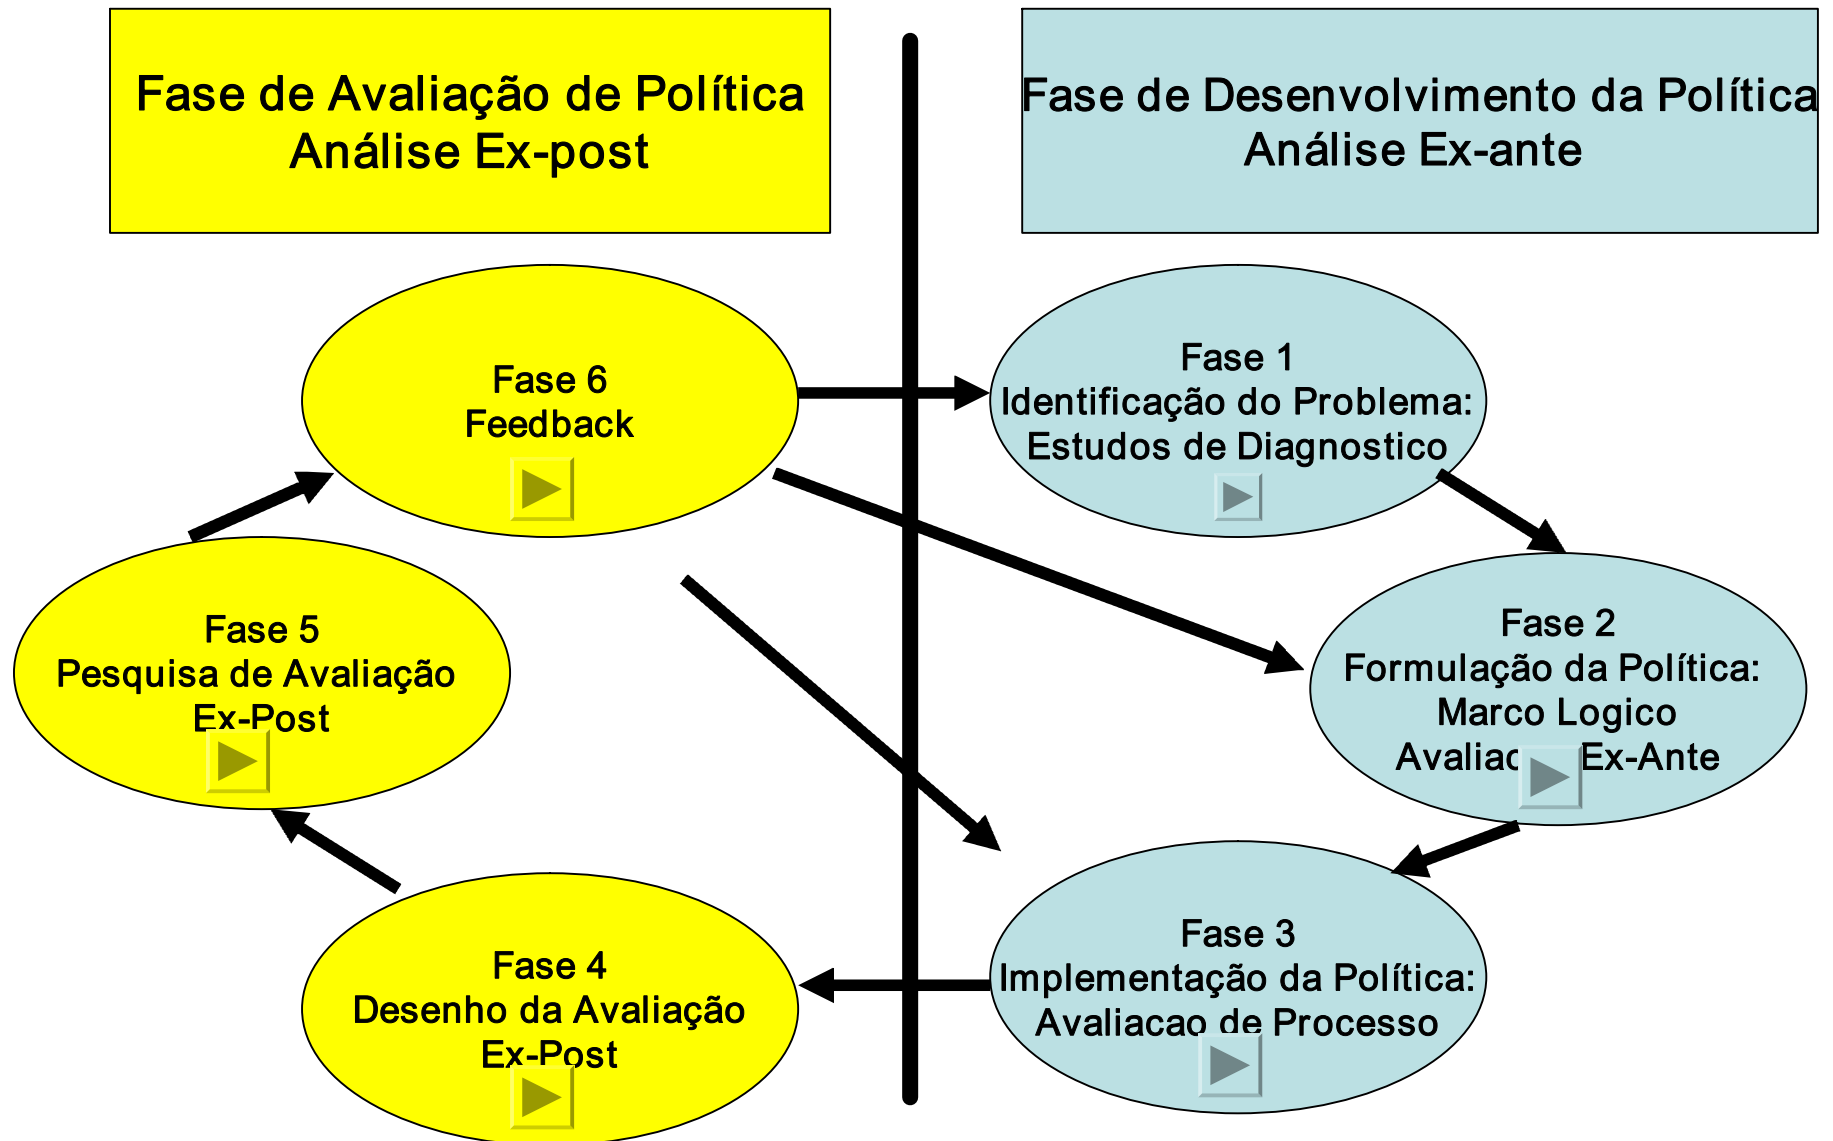 Fase de Avaliação de Política
Análise Ex-post
Fase de Desenvolvimento da Política
Análise Ex-ante
Fase 6
Feedback
Fase 1
Identificação do Problema:
Estudos de Diagnostico
Fase 5
Pesquisa de Avaliação
Ex-Post
Fase 2
Formulação da Política:
Marco Logico
Ex-Ante
Fase 4
Desenho da Avaliação
Ex-Post
Fase 3
Implementação da Política:
Avaliacao de Processo